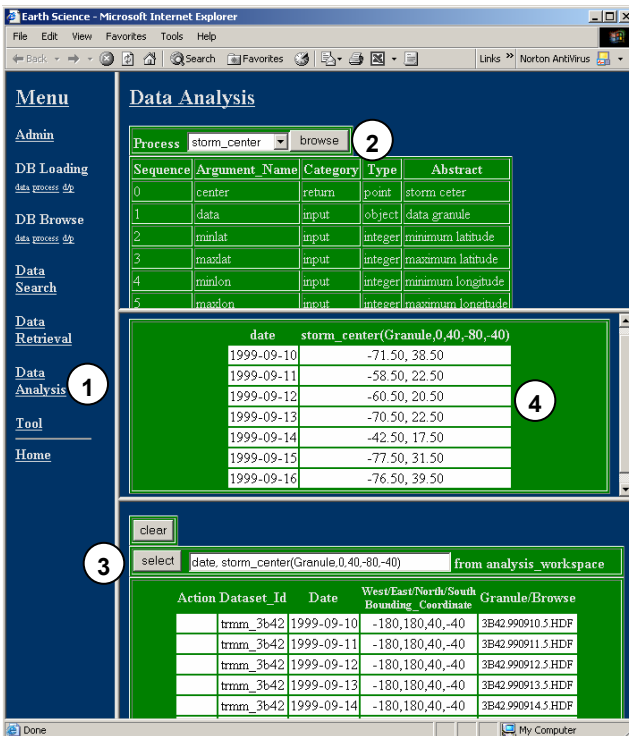 Earth Science - Microsoft Internet Explorer
File Edit View Favorites Tools Help
Back Search Favorites Links » Norton AntiVirus
Menu
Admin
DB Loading
data process d/p
DB Browse
data process d/p
Data
Search
Data
Retrieval
Data
Analysis
1
Tool
Home
Data Analysis
Process storm_center browse
2
Sequence Argument_Name Category Type Abstract
0 center return point storm ceter
1 data input object data granule
2 minlat input integer minimum latitude
3 maxlat input integer maximum latitude
4 minlon input integer minimum longitude
5 maxlon input integer maximum longitude
date storm_center(Granule,0,40,-80,-40)
1999-09-10 -71.50, 38.50
1999-09-11 -58.50, 22.50
1999-09-12 -60.50, 20.50
1999-09-13 -70.50, 22.50
1999-09-14 -42.50, 17.50
1999-09-15 -77.50, 31.50
1999-09-16 -76.50, 39.50
4
clear
3
select date, storm_center(Granule,0,40,-80,-40) from analysis_workspace
Action Dataset_Id Date West/East/North/South Bounding_Coordinate Granule/Browse
trmm_3b42 1999-09-10 -180,180,40,-40 3B42.990910.5.HDF
trmm_3b42 1999-09-11 -180,180,40,-40 3B42.990911.5.HDF
trmm_3b42 1999-09-12 -180,180,40,-40 3B42.990912.5.HDF
trmm_3b42 1999-09-13 -180,180,40,-40 3B42.990913.5.HDF
trmm_3b42 1999-09-14 -180,180,40,-40 3B42.990914.5.HDF
Done My Computer